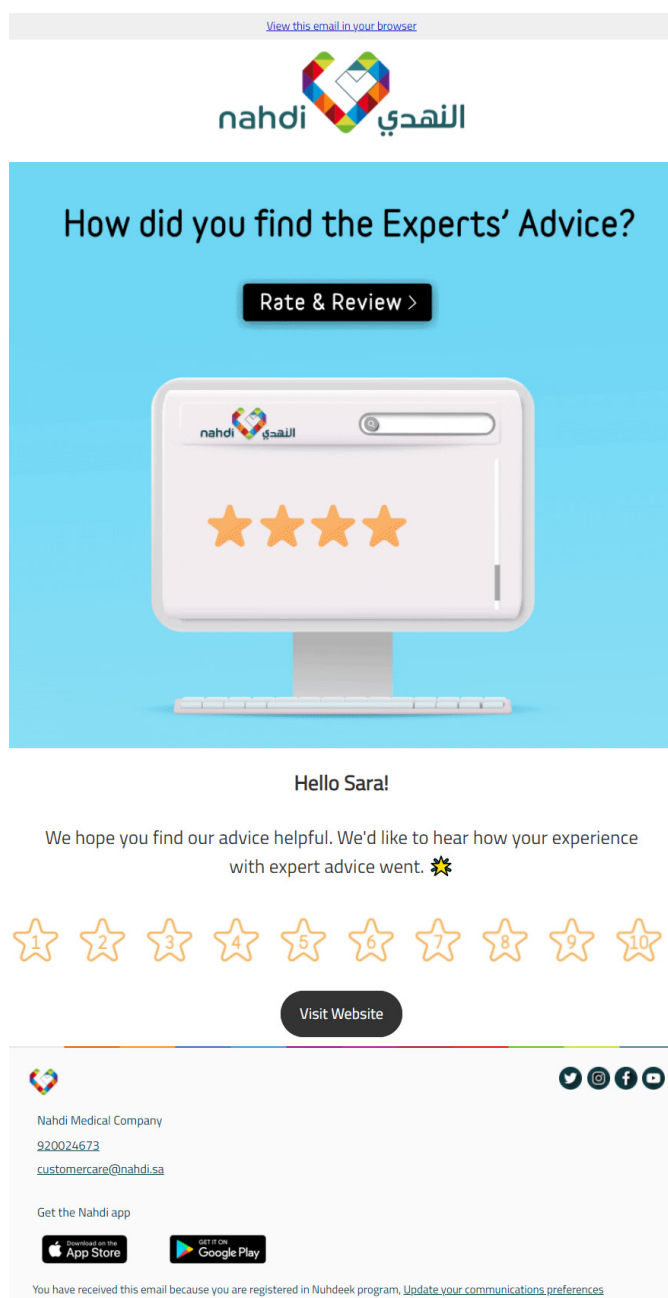 View this email in your browser
nahdi النهدي
How did you find the Experts' Advice?
Rate & Review >
nahdi النهدي
Hello Sara!
We hope you find our advice helpful. We'd like to hear how your experience
with expert advice went. 🌟
1 2 3 4 5 6 7 8 9 10
Visit Website
Nahdi Medical Company
920024673
customercare@nahdi.sa
Get the Nahdi app
Download on the
App Store
GET IT ON
Google Play
You have received this email because you are registered in Nuhdeek program, Update your communications preferences